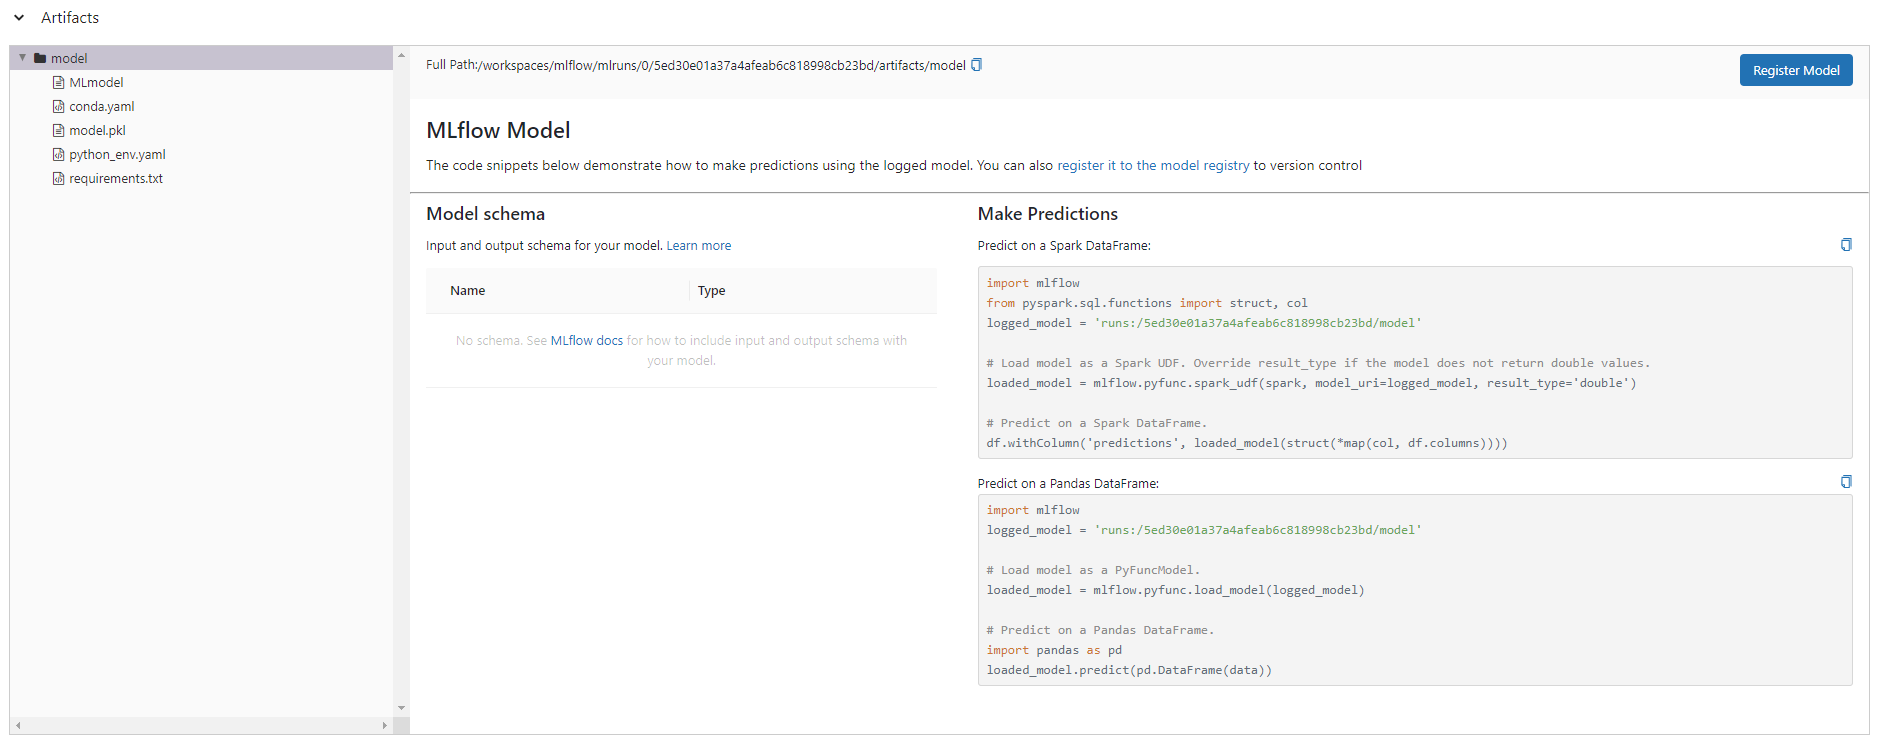 Artifacts
model
MLmodel
conda.yaml
model.pkl
python_env.yaml
requirements.txt
Full Path:/workspaces/mlflow/mlruns/0/5ed30e01a37a4afeab6c818998cb23bd/artifacts/model
Register Model
MLflow Model
The code snippets below demonstrate how to make predictions using the logged model. You can also register it to the model registry to version control
Model schema
Input and output schema for your model. Learn more
Name Type
No schema. See MLflow docs for how to include input and output schema with
your model.
Make Predictions
Predict on a Spark DataFrame:
import mlflow
from pyspark.sql.functions import struct, col
logged_model = 'runs:/5ed30e01a37a4afeab6c818998cb23bd/model'
# Load model as a Spark UDF. Override result_type if the model does not return double values.
loaded_model = mlflow.pyfunc.spark_udf(spark, model_uri=logged_model, result_type='double')
# Predict on a Spark DataFrame.
df.withColumn('predictions', loaded_model(struct(*map(col, df.columns))))
Predict on a Pandas DataFrame:
import mlflow
logged_model = 'runs:/5ed30e01a37a4afeab6c818998cb23bd/model'
# Load model as a PyFuncModel.
loaded_model = mlflow.pyfunc.load_model(logged_model)
# Predict on a Pandas DataFrame.
import pandas as pd
loaded_model.predict(pd.DataFrame(data))